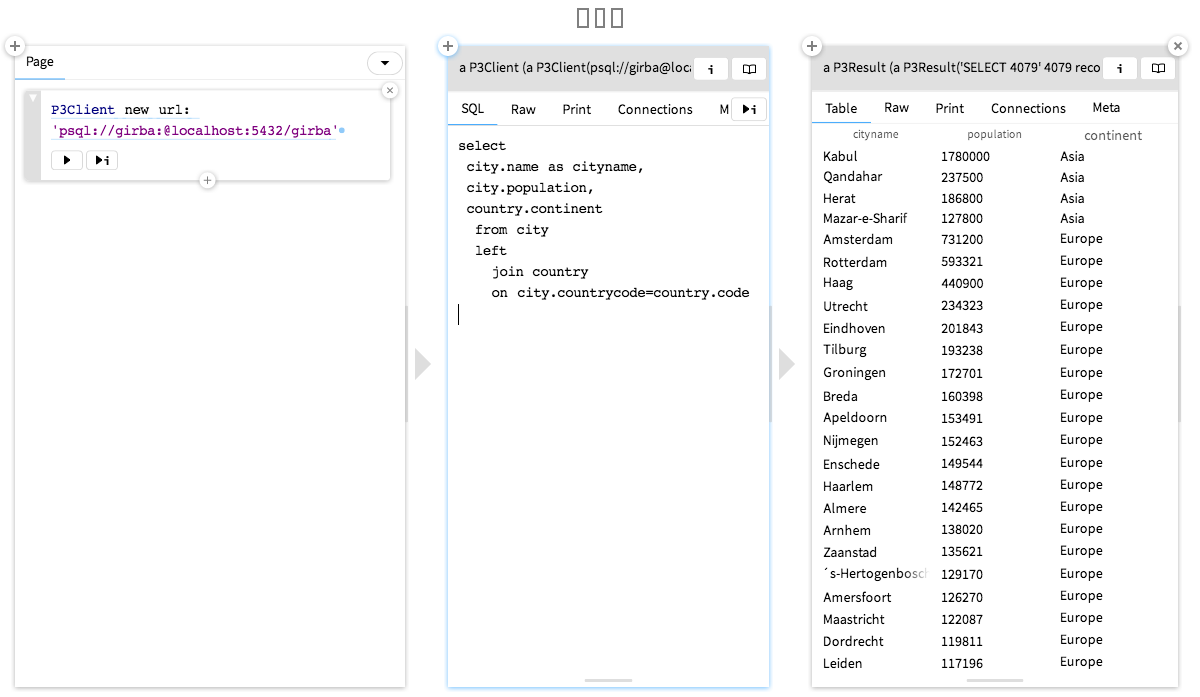 Page
P3Client new url:
'psql://girba:@localhost:5432/girba'
a P3Client (a P3Client(psql://girba@loca
i
SQL Raw Print Connections M
i
select
city.name as cityname,
city.population,
country.continent
from city
left
join country
on city.countrycode=country.code
a P3Result (a P3Result('SELECT 4079' 4079 reco
i
Table Raw Print Connections Meta
cityname population continent
Kabul 1780000 Asia
Qandahar 237500 Asia
Herat 186800 Asia
Mazar-e-Sharif 127800 Asia
Amsterdam 731200 Europe
Rotterdam 593321 Europe
Haag 440900 Europe
Utrecht 234323 Europe
Eindhoven 201843 Europe
Tilburg 193238 Europe
Groningen 172701 Europe
Breda 160398 Europe
Apeldoorn 153491 Europe
Nijmegen 152463 Europe
Enschede 149544 Europe
Haarlem 148772 Europe
Almere 142465 Europe
Arnhem 138020 Europe
Zaanstad 135621 Europe
´s-Hertogenbosch 129170 Europe
Amersfoort 126270 Europe
Maastricht 122087 Europe
Dordrecht 119811 Europe
Leiden 117196 Europe